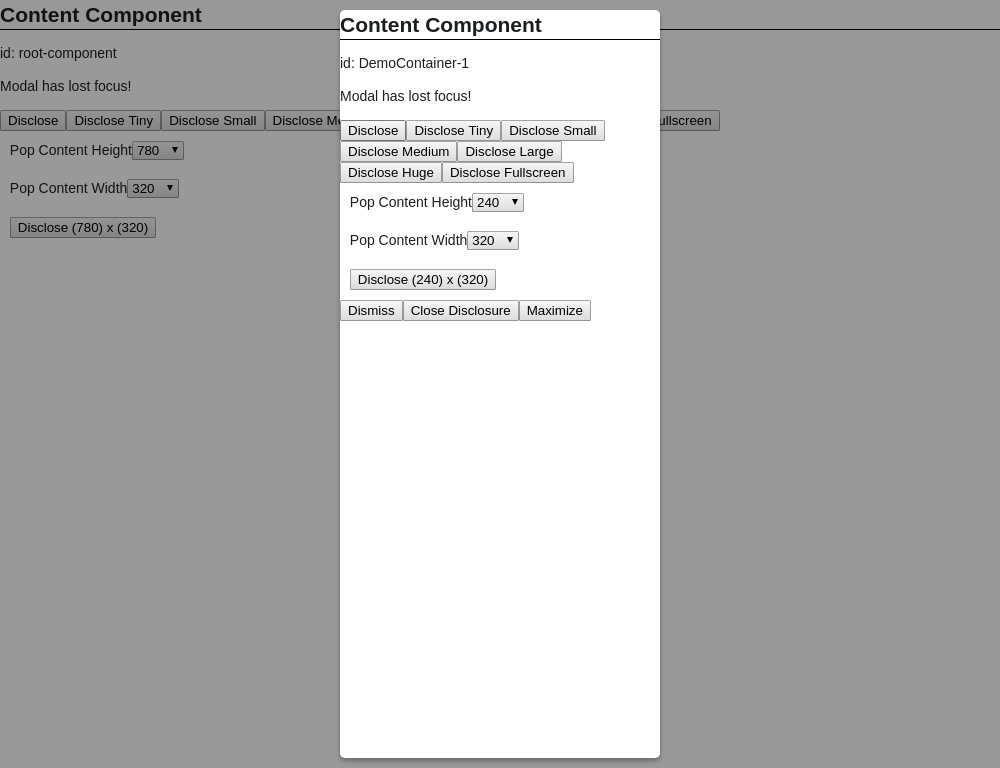 Content Component
id: root-component
Modal has lost focus!
Disclose Disclose Tiny Disclose Small Disclose Me ullscreen
Pop Content Height 780
Pop Content Width 320
Disclose (780) x (320)
Content Component
id: DemoContainer-1
Modal has lost focus!
Disclose Disclose Tiny Disclose Small
Disclose Medium Disclose Large
Disclose Huge Disclose Fullscreen
Pop Content Height 240
Pop Content Width 320
Disclose (240) x (320)
Dismiss Close Disclosure Maximize